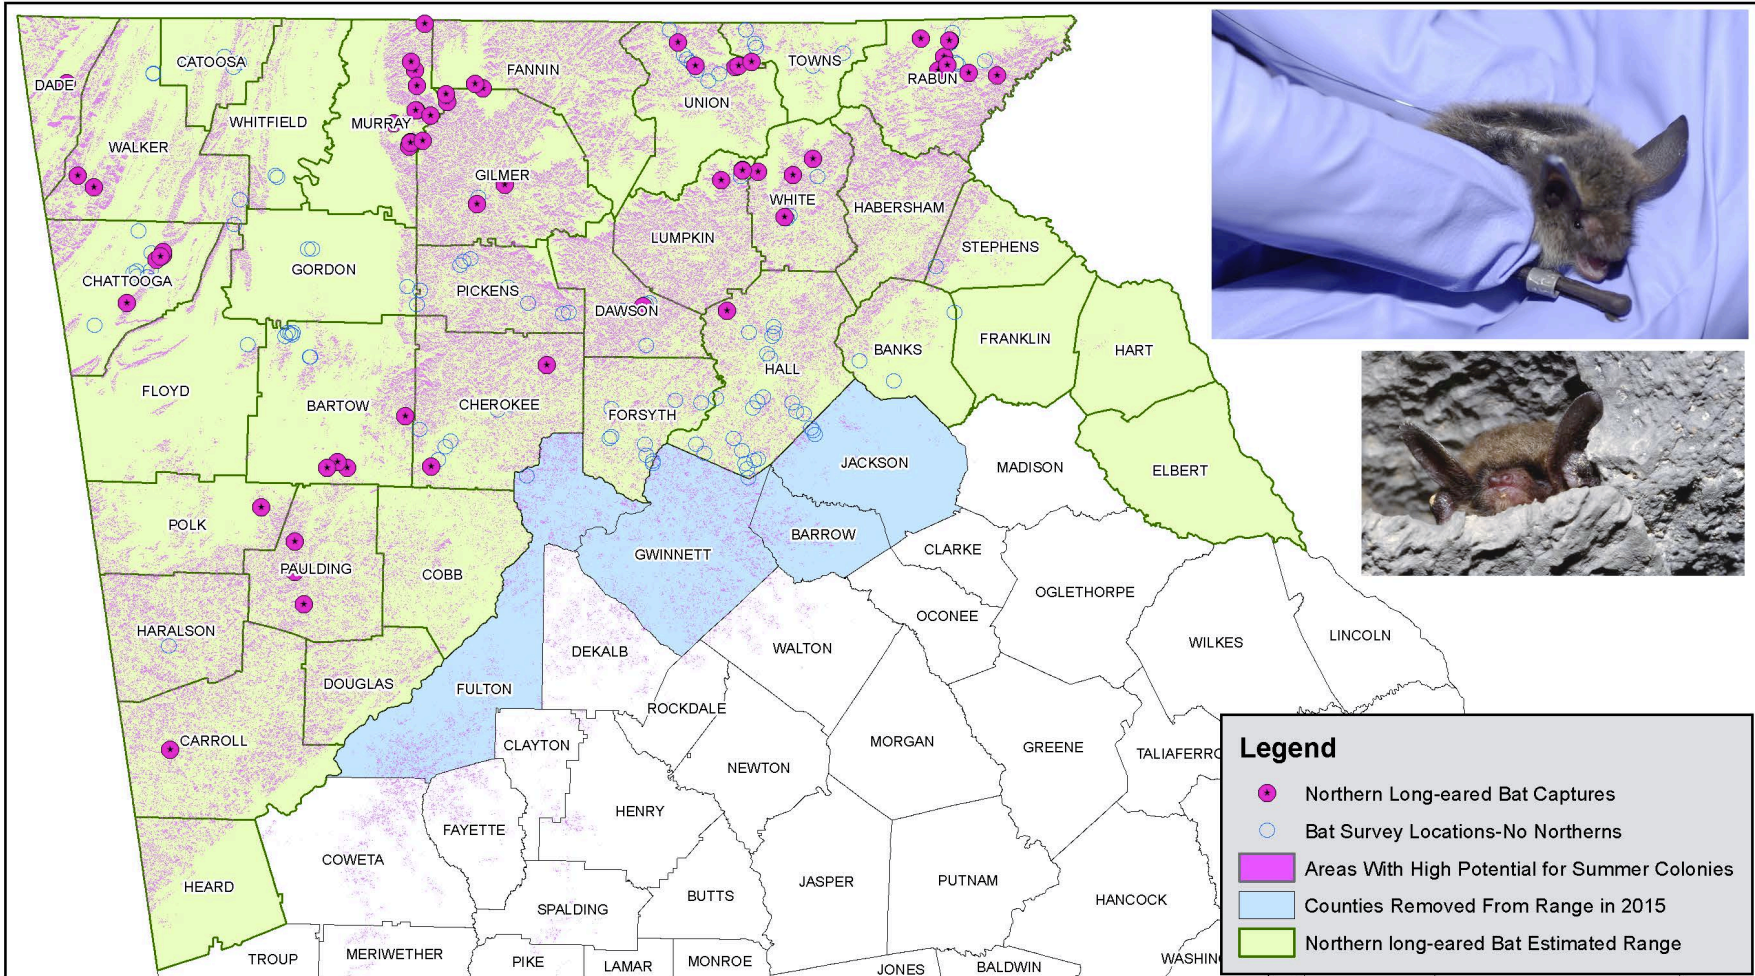 DADE
CATOOSA
WALKER
WHITFIELD
MURRAY
FANNIN
UNION
TOWNS
RABUN
GILMER
WHITE
HABERSHAM
LUMPKIN
STEPHENS
CHATTOOGA
GORDON
PICKENS
DAWSON
HALL
BANKS
FRANKLIN
HART
FLOYD
BARTOW
CHEROKEE
FORSYTH
JACKSON
MADISON
ELBERT
POLK
PAULDING
COBB
GWINNETT
BARROW
CLARKE
OGLETHORPE
OCONEE
HARALSON
DOUGLAS
FULTON
DEKALB
WALTON
WILKES
LINCOLN
CARROLL
CLAYTON
ROCKDALE
NEWTON
MORGAN
GREENE
TALIAFERRO
HEARD
COWETA
FAYETTE
HENRY
SPALDING
BUTTS
JASPER
PUTNAM
HANCOCK
TROUP
MERIWETHER
PIKE
LAMAR
MONROE
JONES
BALDWIN
WASHIN
Legend
Northern Long-eared Bat Captures
Bat Survey Locations-No Northerns
Areas With High Potential for Summer Colonies
Counties Removed From Range in 2015
Northern long-eared Bat Estimated Range